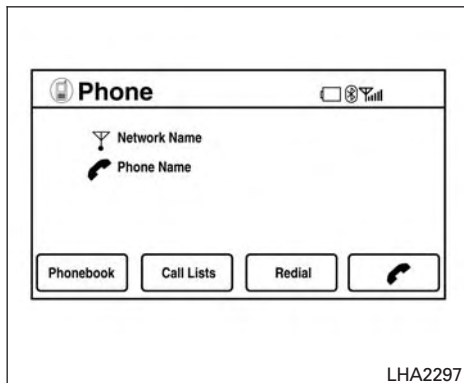 Phone
Network Name
Phone Name
Phonebook Call Lists Redial
LHA2297